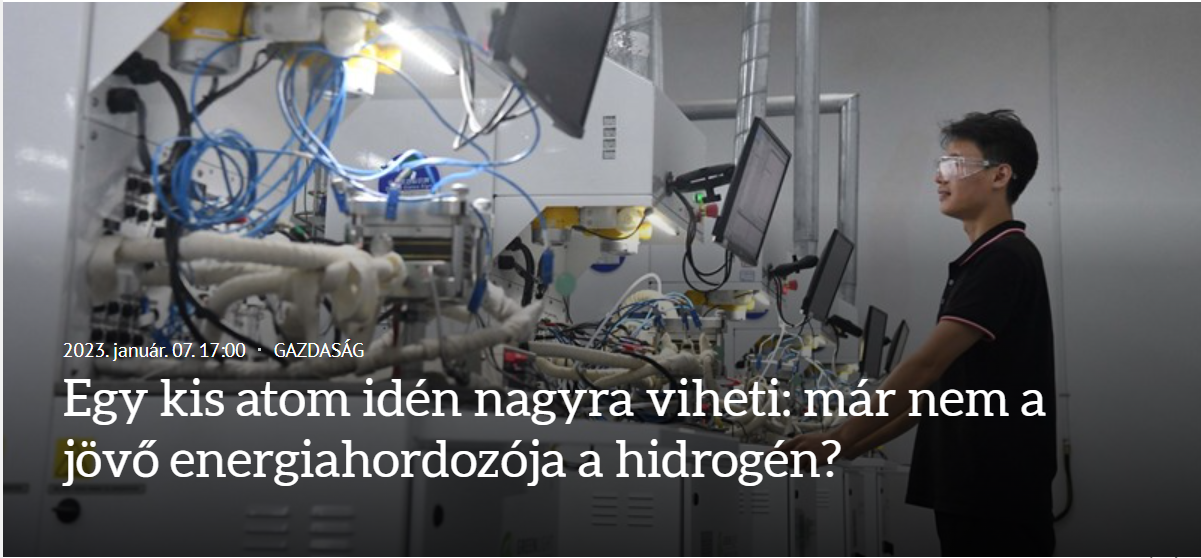 2023. január. 07. 17:00 · GAZDASÁG
Egy kis atom idén nagyra viheti: már nem a
jövő energiahordozója a hidrogén?